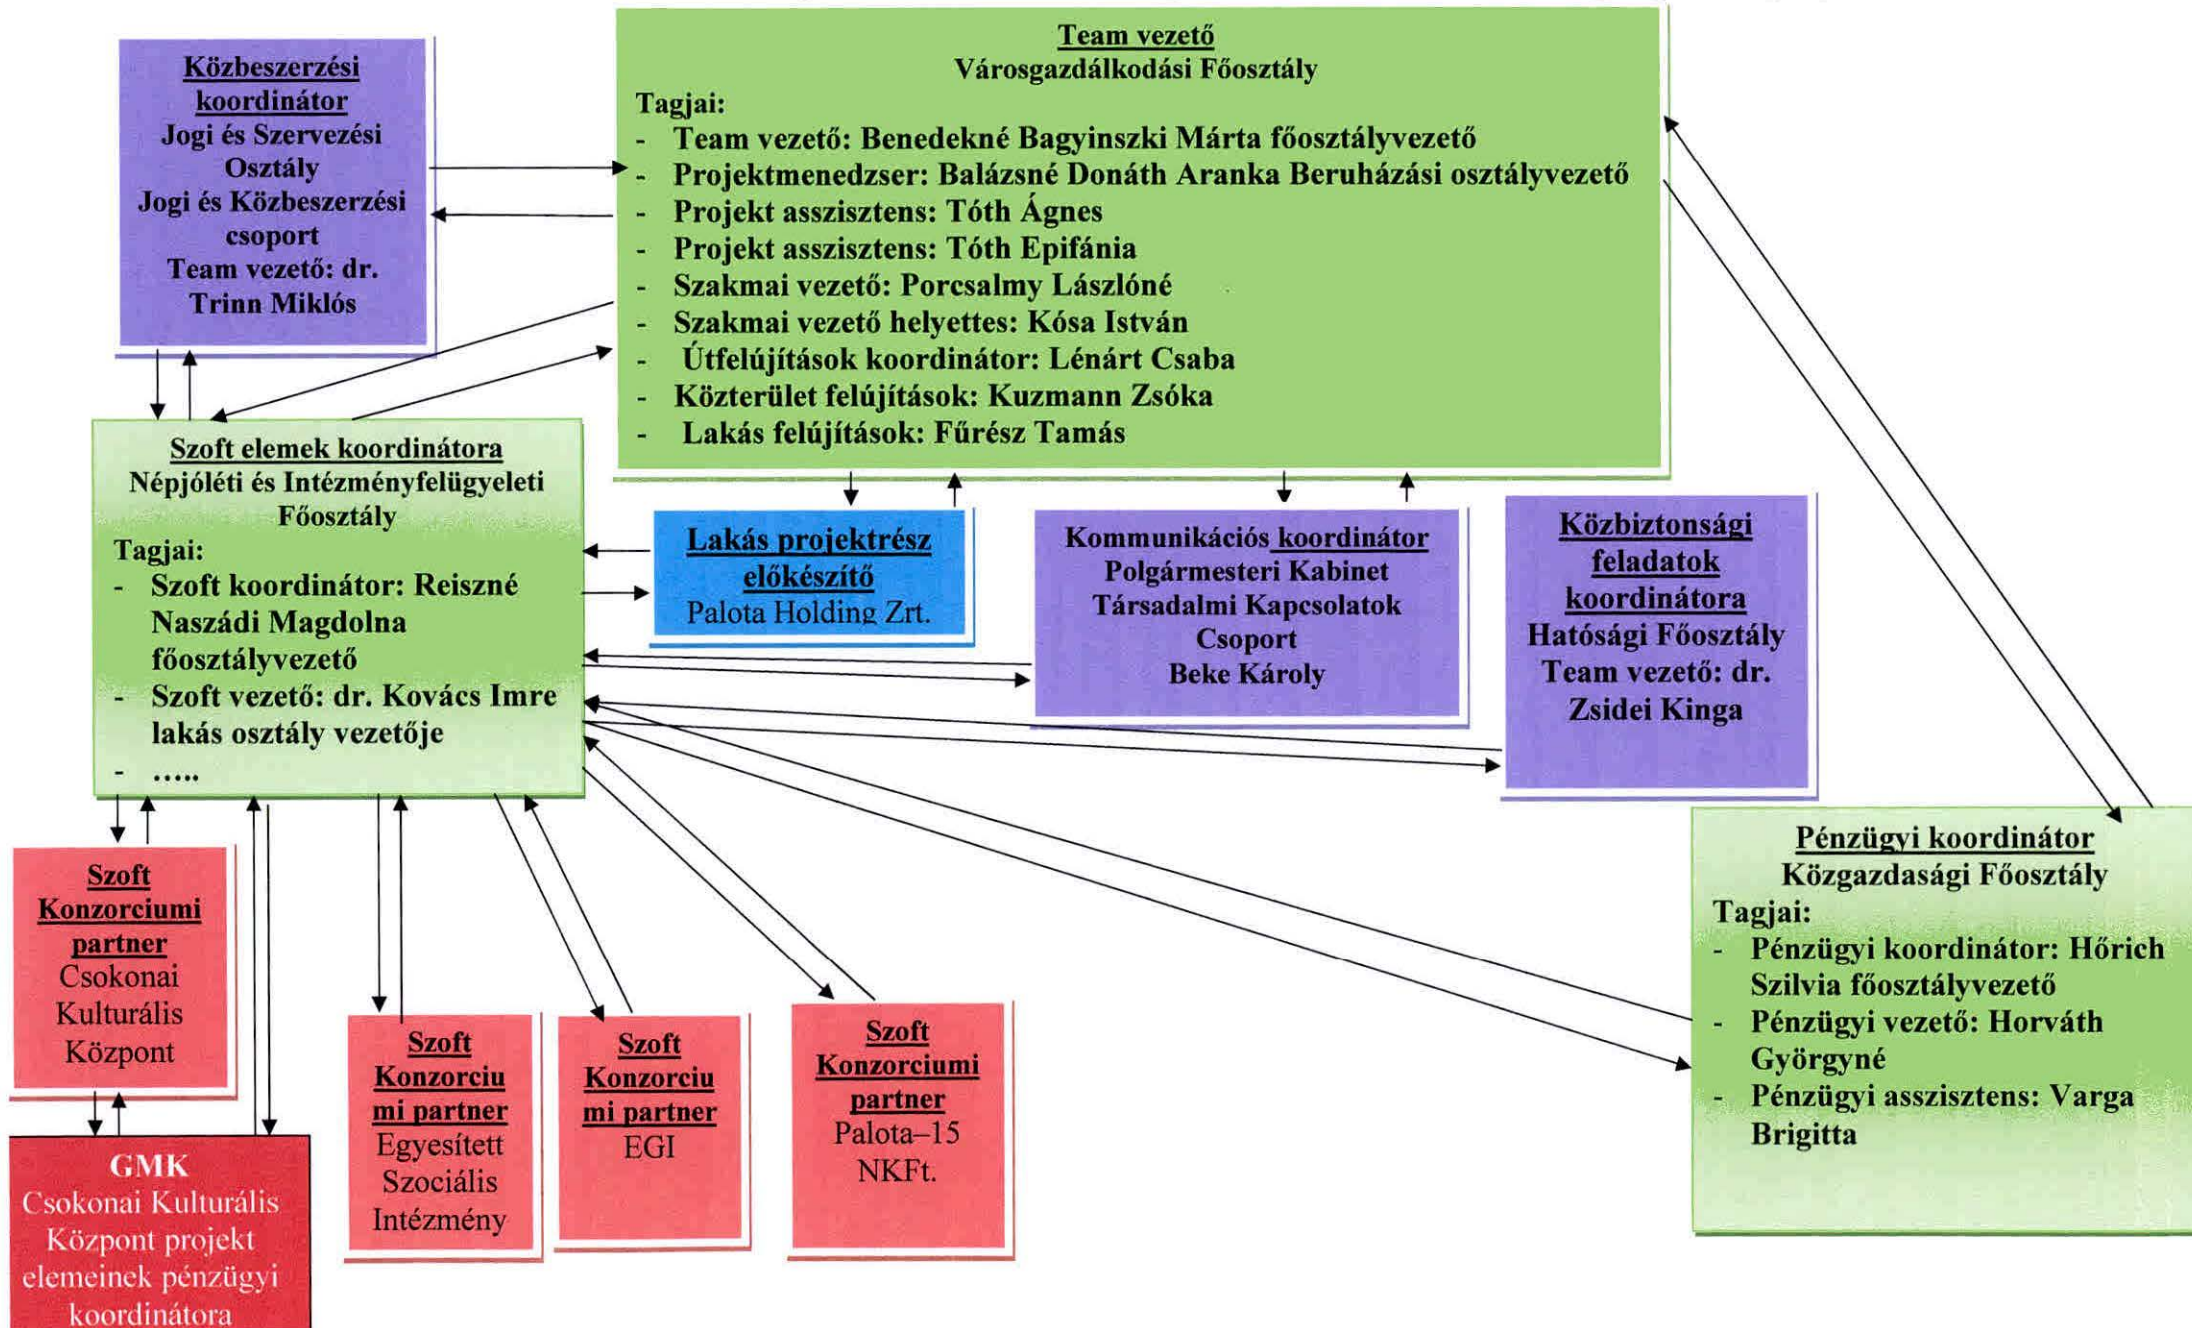 Közbeszerzési
koordinátor
Jogi és Szervezési
Osztály
Jogi és Közbeszerzési
csoport
Team vezető: dr.
Trinn Miklós
Team vezető
Városgazdálkodási Főosztály
Tagjai:
- Team vezető: Benedekné Bagyinszki Márta főosztályvezető
- Projektmenedzser: Balázsné Donáth Aranka Beruházási osztályvezető
- Projekt asszisztens: Tóth Ágnes
- Projekt asszisztens: Tóth Epifánia
- Szakmai vezető: Porcsalmy Lászlóné
- Szakmai vezető helyettes: Kósa István
- Útfelújítások koordinátor: Lénárt Csaba
- Közterület felújítások: Kuzmann Zsóka
- Lakás felújítások: Fűrész Tamás
Szoft elemek koordinátora
Népjóléti és Intézményfelügyeleti
Főosztály
Tagjai:
- Szoft koordinátor: Reiszné
Naszádi Magdolna
főosztályvezető
- Szoft vezető: dr. Kovács Imre
lakás osztály vezetője
- .....
Lakás projektrész
előkészítő
Palota Holding Zrt.
Kommunikációs koordinátor
Polgármesteri Kabinet
Társadalmi Kapcsolatok
Csoport
Beke Károly
Közbiztonsági
feladatok
koordinátora
Hatósági Főosztály
Team vezető: dr.
Zsidei Kinga
Pénzügyi koordinátor
Közgazdasági Főosztály
Tagjai:
- Pénzügyi koordinátor: Hőrich
Szilvia főosztályvezető
- Pénzügyi vezető: Horváth
Györgyné
- Pénzügyi asszisztens: Varga
Brigitta
Szoft
Konzorciumi
partner
Csokonai
Kulturális
Központ
GMK
Csokonai Kulturális
Központ projekt
elemeinek pénzügyi
koordinátora
Szoft
Konzorciu
mi partner
Egyesített
Szociális
Intézmény
Szoft
Konzorciu
mi partner
EGI
Szoft
Konzorciumi
partner
Palota–15
NKFt.